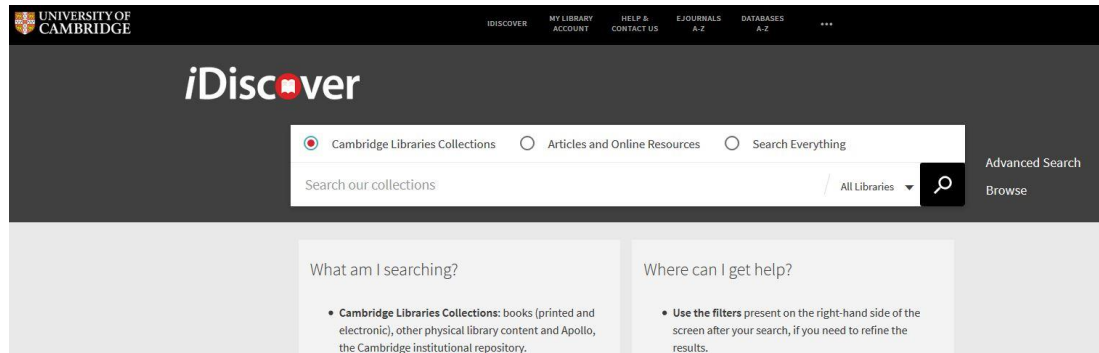 UNIVERSITY OF
CAMBRIDGE
IDISCOVER
MY LIBRARY
ACCOUNT
HELP &
CONTACT US
EJOURNALS
A-Z
DATABASES
A-Z
•••
iDiscover
Cambridge Libraries Collections
Articles and Online Resources
Search Everything
Search our collections
All Libraries
Advanced Search
Browse
What am I searching?
• Cambridge Libraries Collections: books (printed and
electronic), other physical library content and Apollo,
the Cambridge institutional repository.
Where can I get help?
• Use the filters present on the right-hand side of the
screen after your search, if you need to refine the
results.